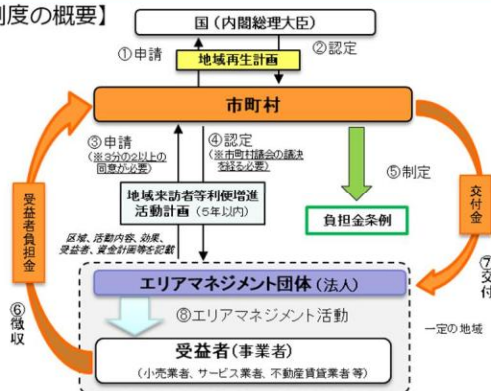 制度の概要】
国(内閣総理大臣)
①申請
②認定
地域再生計画
市町村
③申請
(※3分の2以上の
同意が必要)
④認定
(※市町村議会の議決
を経る必要)
⑤制定
地域来訪者等利便増進
活動計画(5年以内)
負担金条例
区域、活動内容、効果、
受益者、資金計画等を記載
受益者負担金
⑥徴収
交付金
⑦交付
エリアマネジメント団体(法人)
⑧エリアマネジメント活動
一定の地域
受益者(事業者)
(小売業者、サービス業者、不動産賃貸業者等)